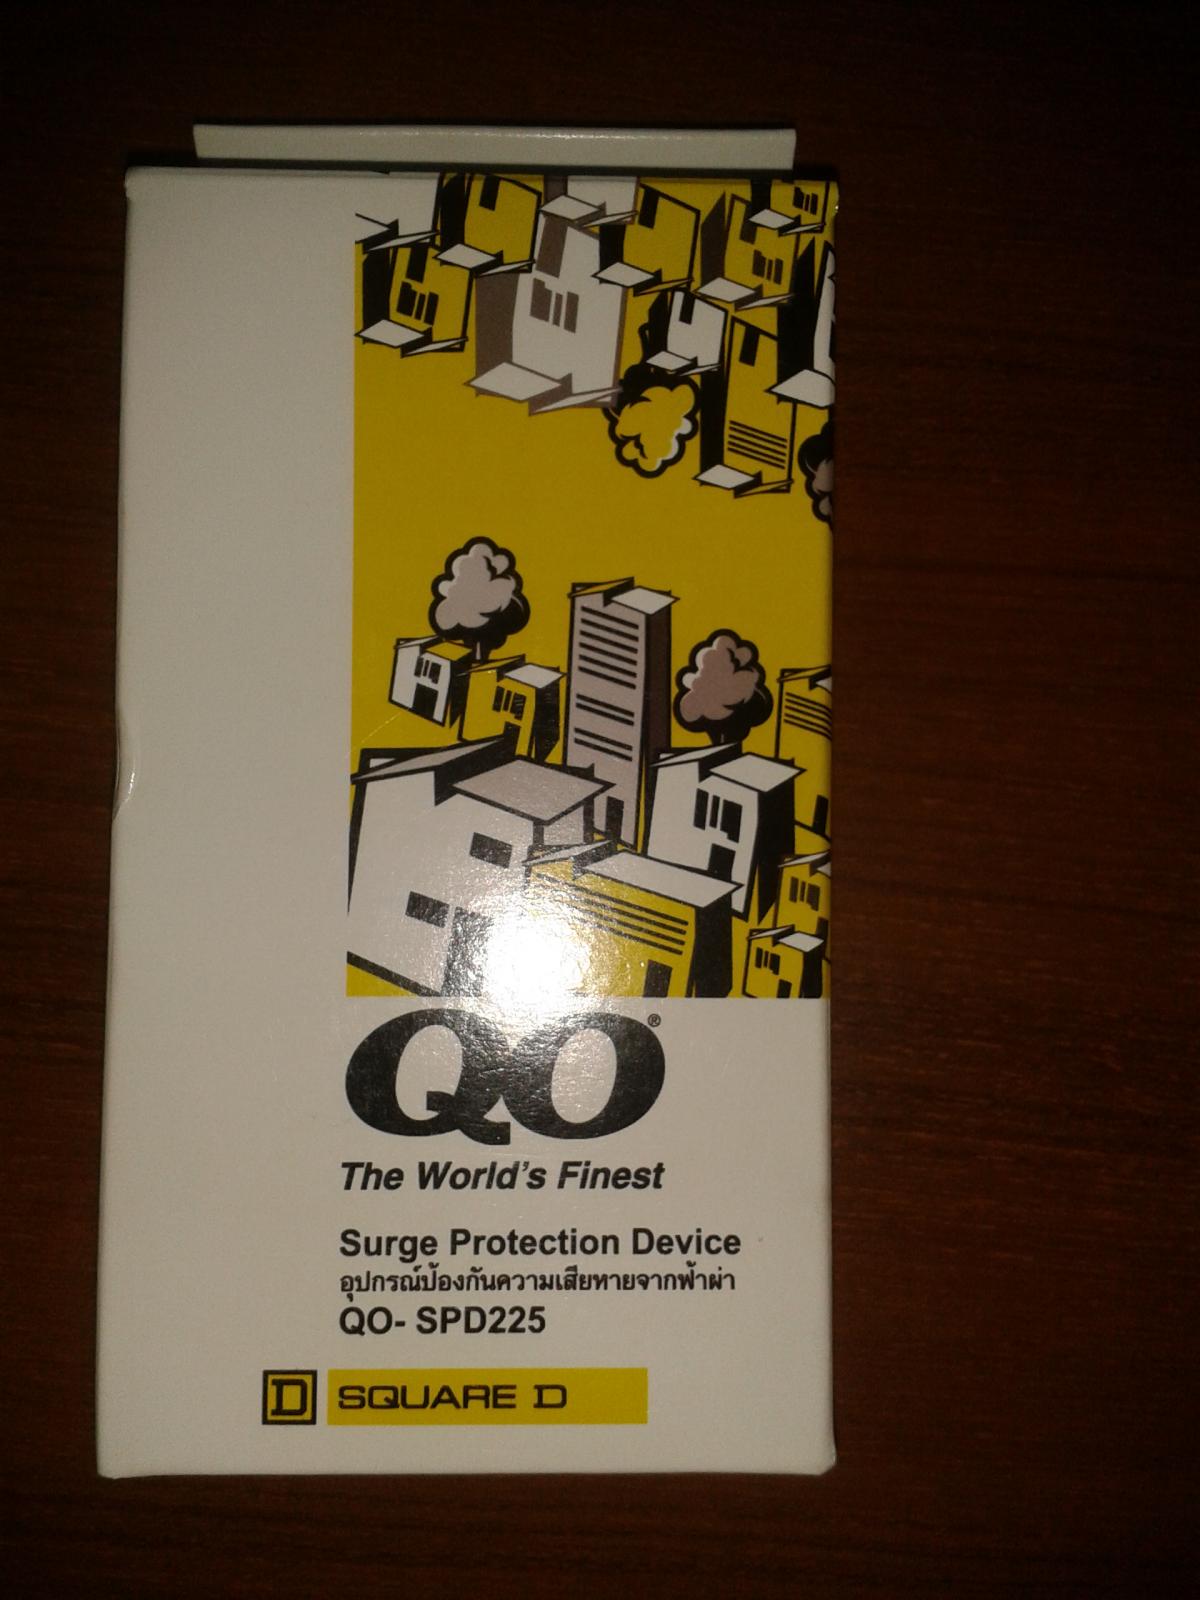 QO®
The World's Finest
Surge Protection Device
อุปกรณ์ป้องกันความเสียหายจากฟ้าผ่า
QO- SPD225
D SQUARE D